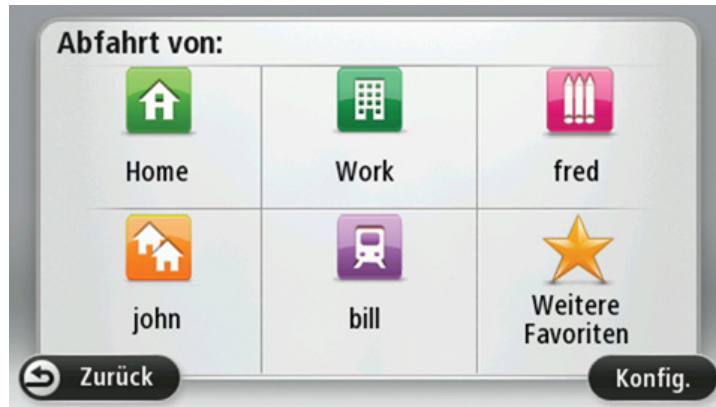 Abfahrt von:
Home
Work
fred
john
bill
Weitere
Favoriten
Zurück
Konfig.